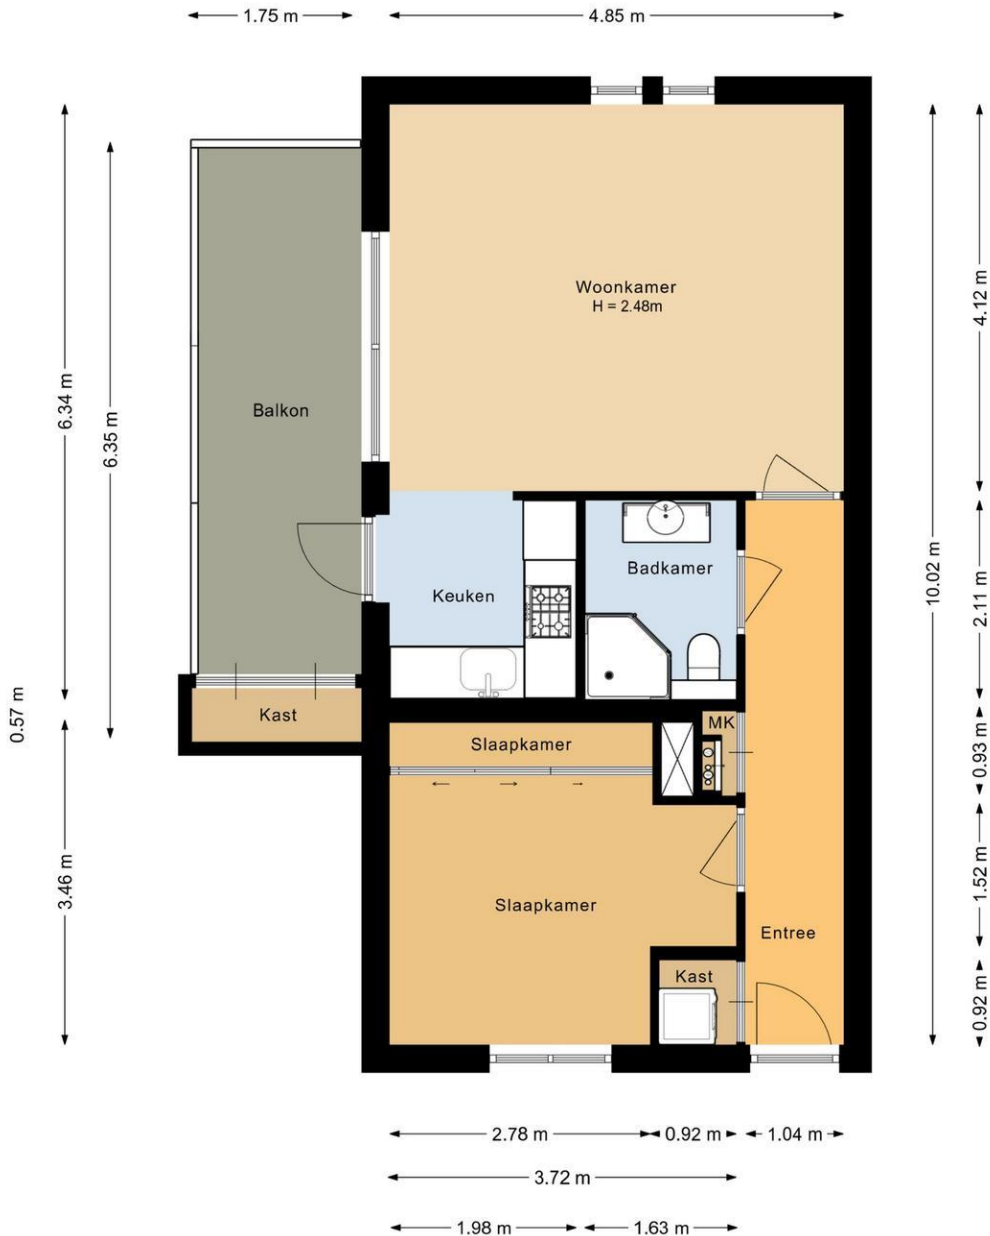 1.75 m
4.85 m
Woonkamer
H = 2.48m
4.12 m
6.34 m
6.35 m
Balkon
10.02 m
Badkamer
Keuken
2.11 m
0.57 m
Kast
MK
Slaapkamer
0.93 m
3.46 m
1.52 m
Slaapkamer
Entree
Kast
0.92 m
2.78 m
0.92 m
1.04 m
3.72 m
1.98 m
1.63 m